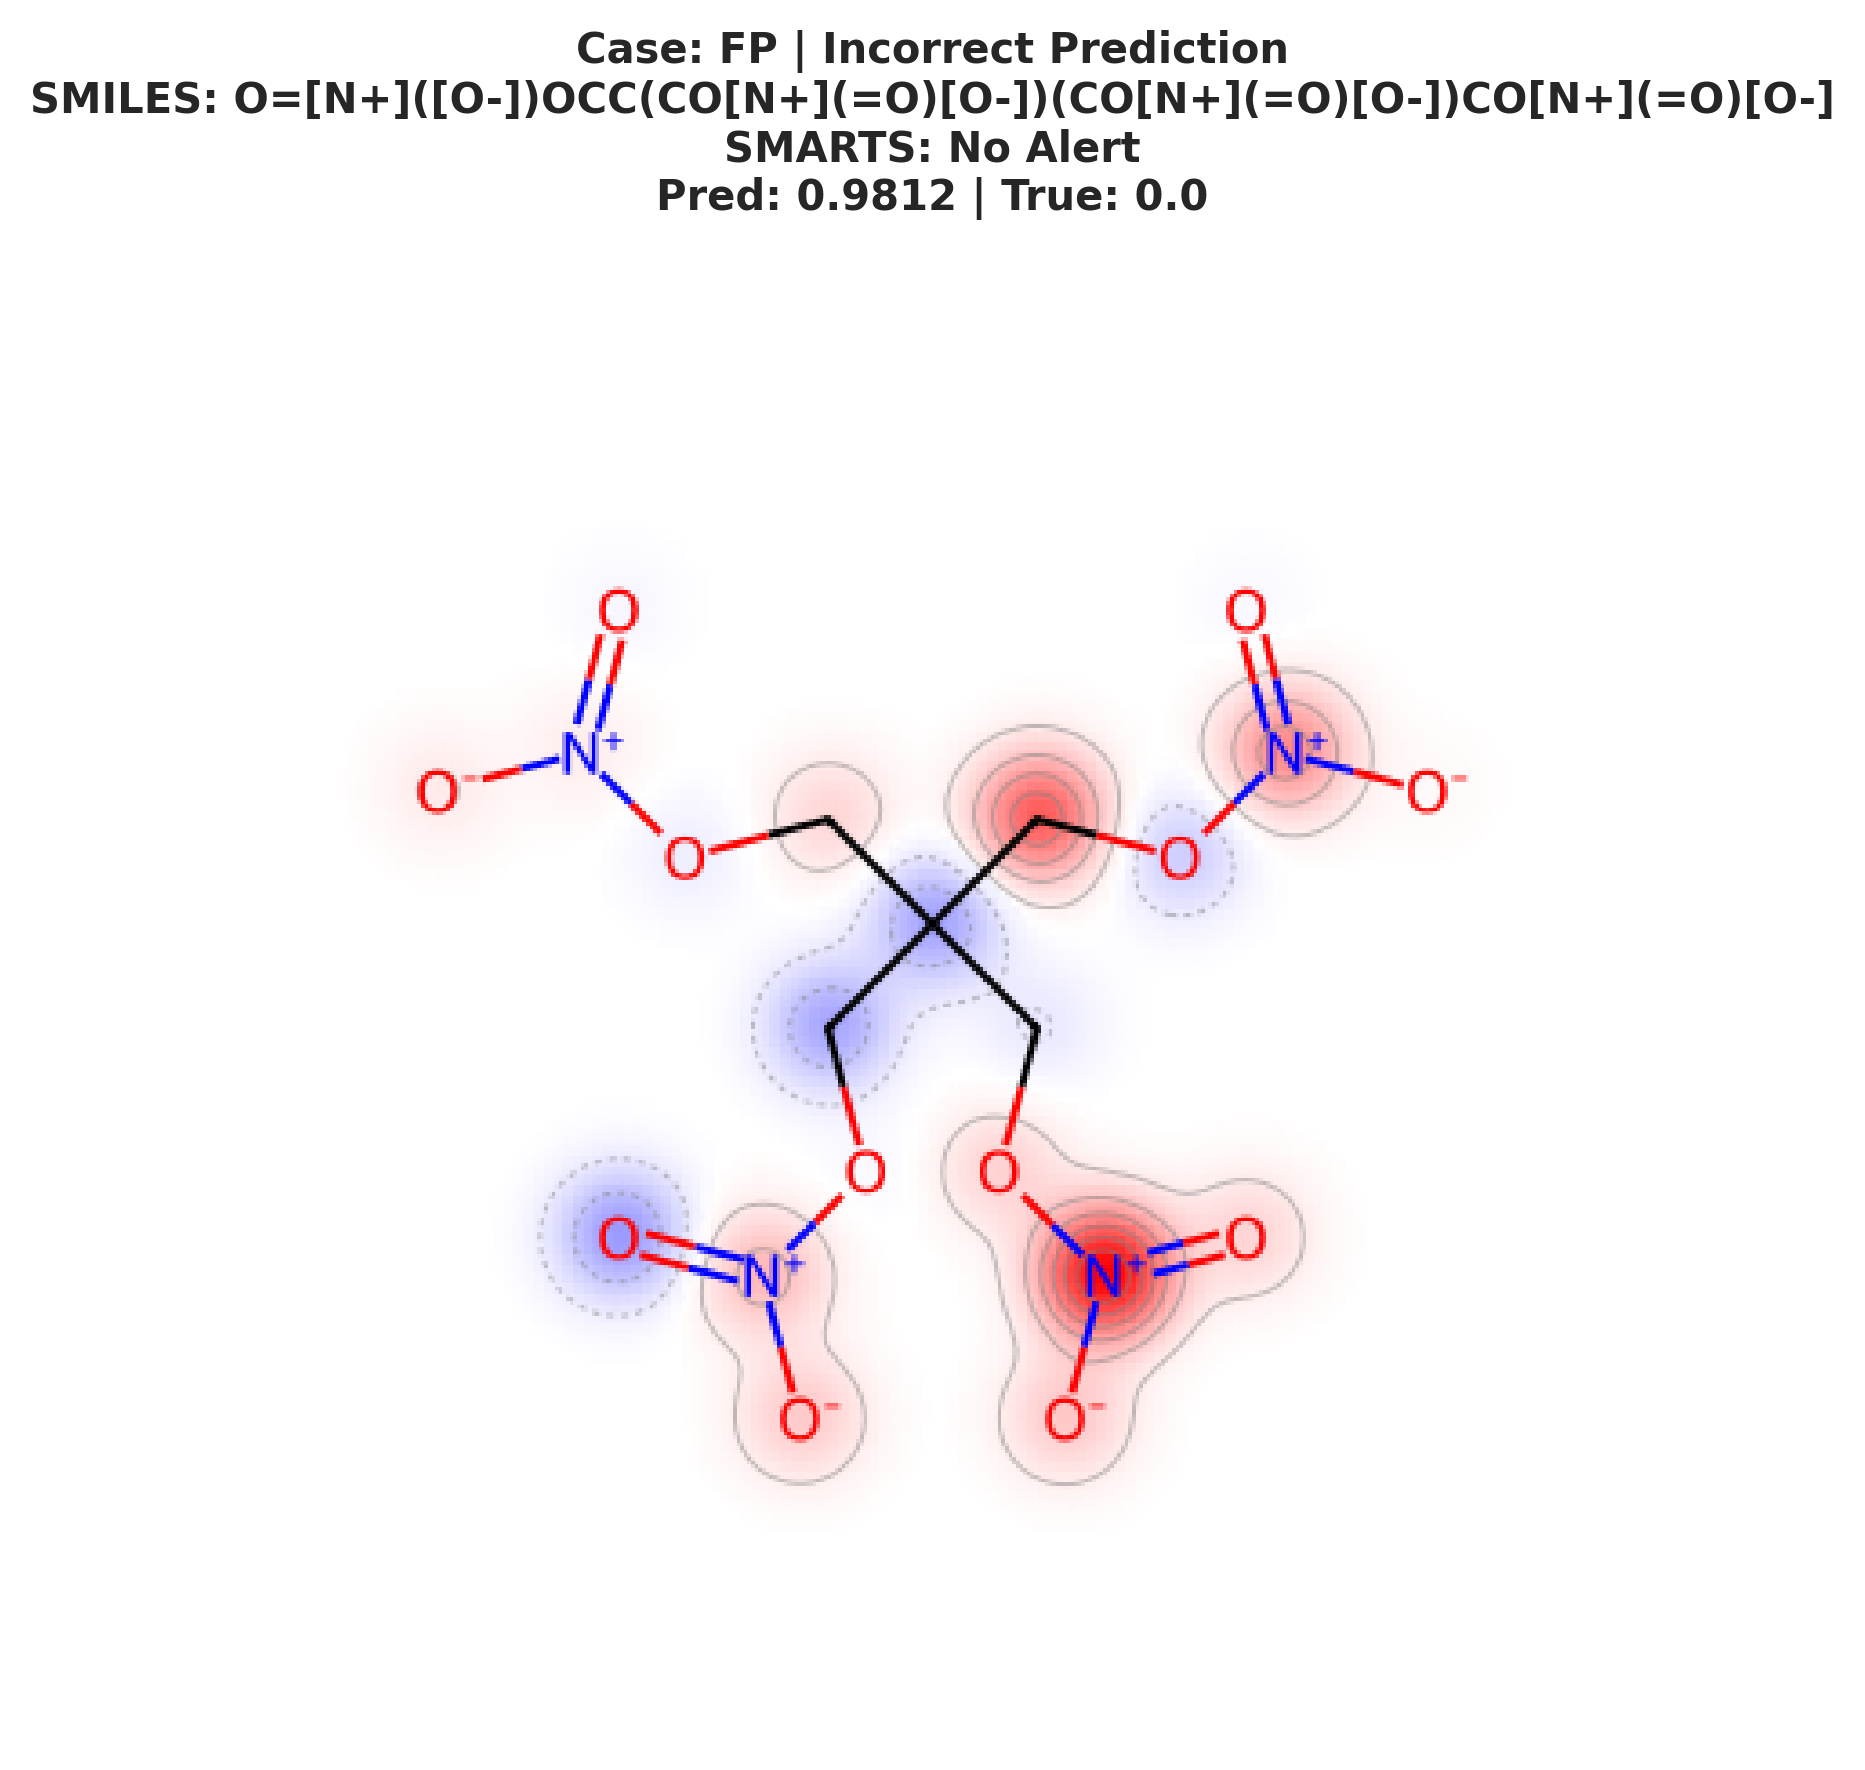 Case: FP | Incorrect Prediction
SMILES: O=[N+]([O-])OCC(CO[N+](=O)[O-])(CO[N+](=O)[O-])CO[N+](=O)[O-]
SMARTS: No Alert
Pred: 0.9812 | True: 0.0
O O
N+ N+
O- O-
O O
O O
O O
N+ N+
O- O-